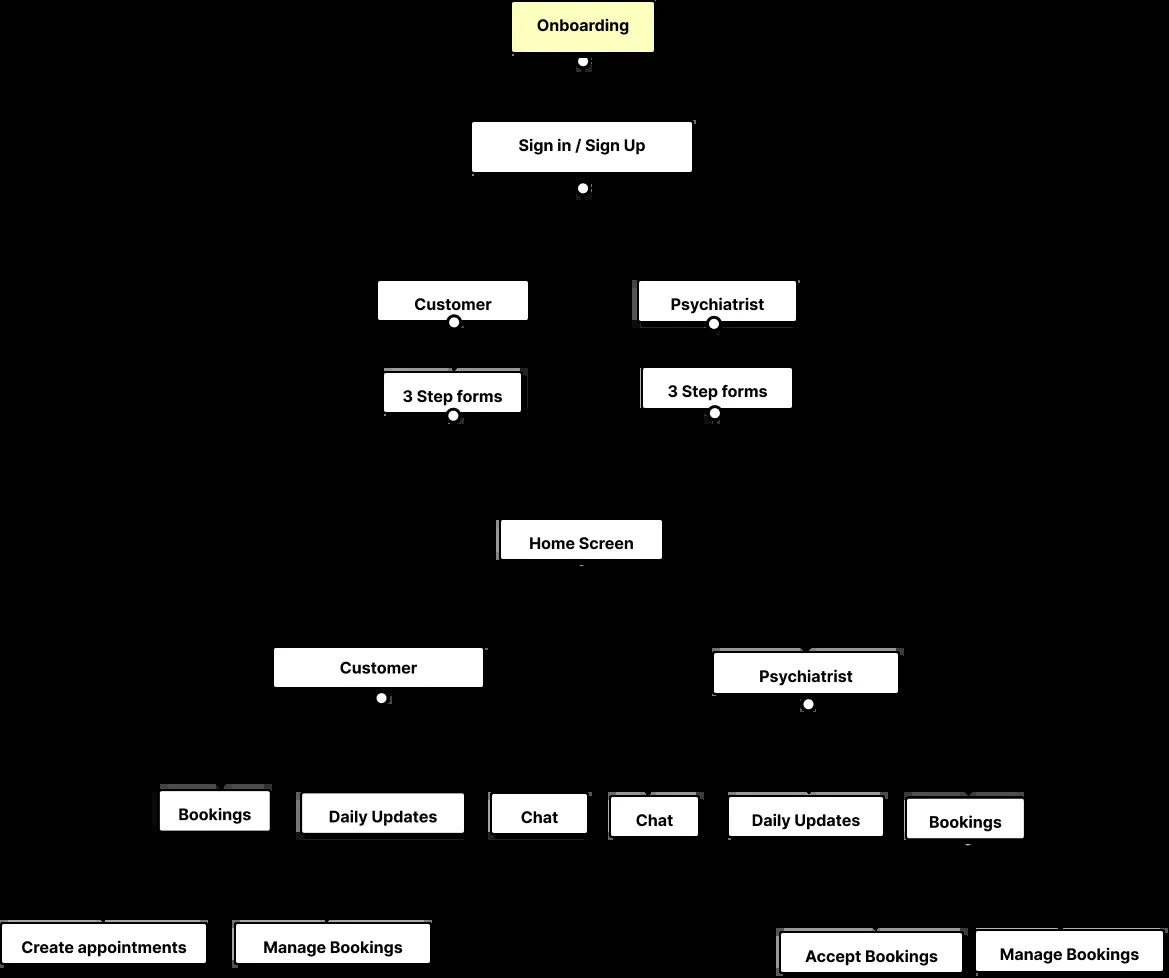 Onboarding
Sign in / Sign Up
Customer
Psychiatrist
3 Step forms
3 Step forms
Home Screen
Customer
Psychiatrist
Bookings
Daily Updates
Chat
Chat
Daily Updates
Bookings
Create appointments
Manage Bookings
Accept Bookings
Manage Bookings